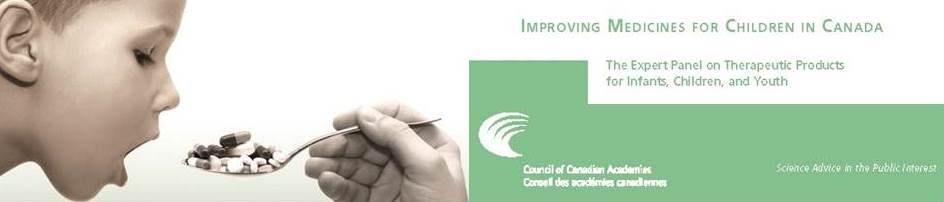 IMPROVING MEDICINES FOR CHILDREN IN CANADA
The Expert Panel on Therapeutic Products
for Infants, Children, and Youth
Council of Canadian Academies
Conseil des académies canadiennes
Science Advice in the Public Interest